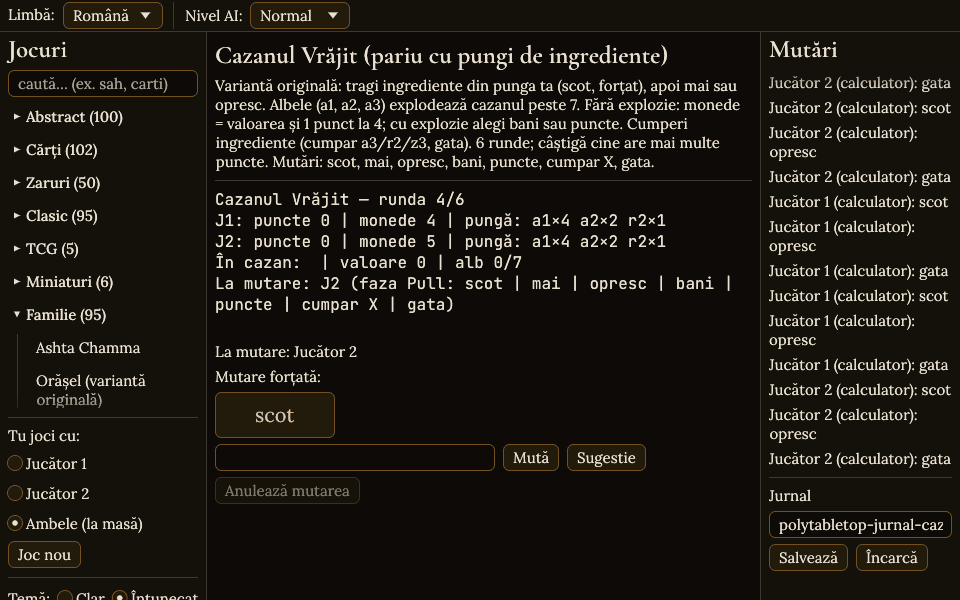 Limbă: Română ▼ Nivel AI: Normal ▼
Jocuri
caută... (ex. sah, carti)
▸ Abstract (100)
▸ Cărți (102)
▸ Zaruri (50)
▸ Clasic (95)
▸ TCG (5)
▸ Miniaturi (6)
▾ Familie (95)
Ashta Chamma
Orășel (variantă
originală)
Tu joci cu:
Jucător 1
Jucător 2
Ambele (la masă)
Joc nou
Temă: Clar Întunecat
Cazanul Vrăjit (pariu cu pungi de ingrediente)
Variantă originală: tragi ingrediente din punga ta (scot, forțat), apoi mai sau
opresc. Albele (a1, a2, a3) explodează cazanul peste 7. Fără explozie: monede
= valoarea și 1 punct la 4; cu explozie alegi bani sau puncte. Cumperi
ingrediente (cumpar a3/r2/z3, gata). 6 runde; câștigă cine are mai multe
puncte. Mutări: scot, mai, opresc, bani, puncte, cumpar X, gata.
Cazanul Vrăjit — runda 4/6
J1: puncte 0 | monede 4 | pungă: a1×4 a2×2 r2×1
J2: puncte 0 | monede 5 | pungă: a1×4 a2×2 r2×1
În cazan:  | valoare 0 | alb 0/7
La mutare: J2 (faza Pull: scot | mai | opresc | bani |
puncte | cumpar X | gata)
La mutare: Jucător 2
Mutare forțată:
scot
Mută Sugestie
Anulează mutarea
Mutări
Jucător 2 (calculator): gata
Jucător 2 (calculator): scot
Jucător 2 (calculator):
opresc
Jucător 2 (calculator): gata
Jucător 1 (calculator): scot
Jucător 1 (calculator):
opresc
Jucător 1 (calculator): gata
Jucător 1 (calculator): scot
Jucător 1 (calculator):
opresc
Jucător 1 (calculator): gata
Jucător 2 (calculator): scot
Jucător 2 (calculator):
opresc
Jucător 2 (calculator): gata
Jurnal
polytabletop-jurnal-caz
Salvează Încarcă